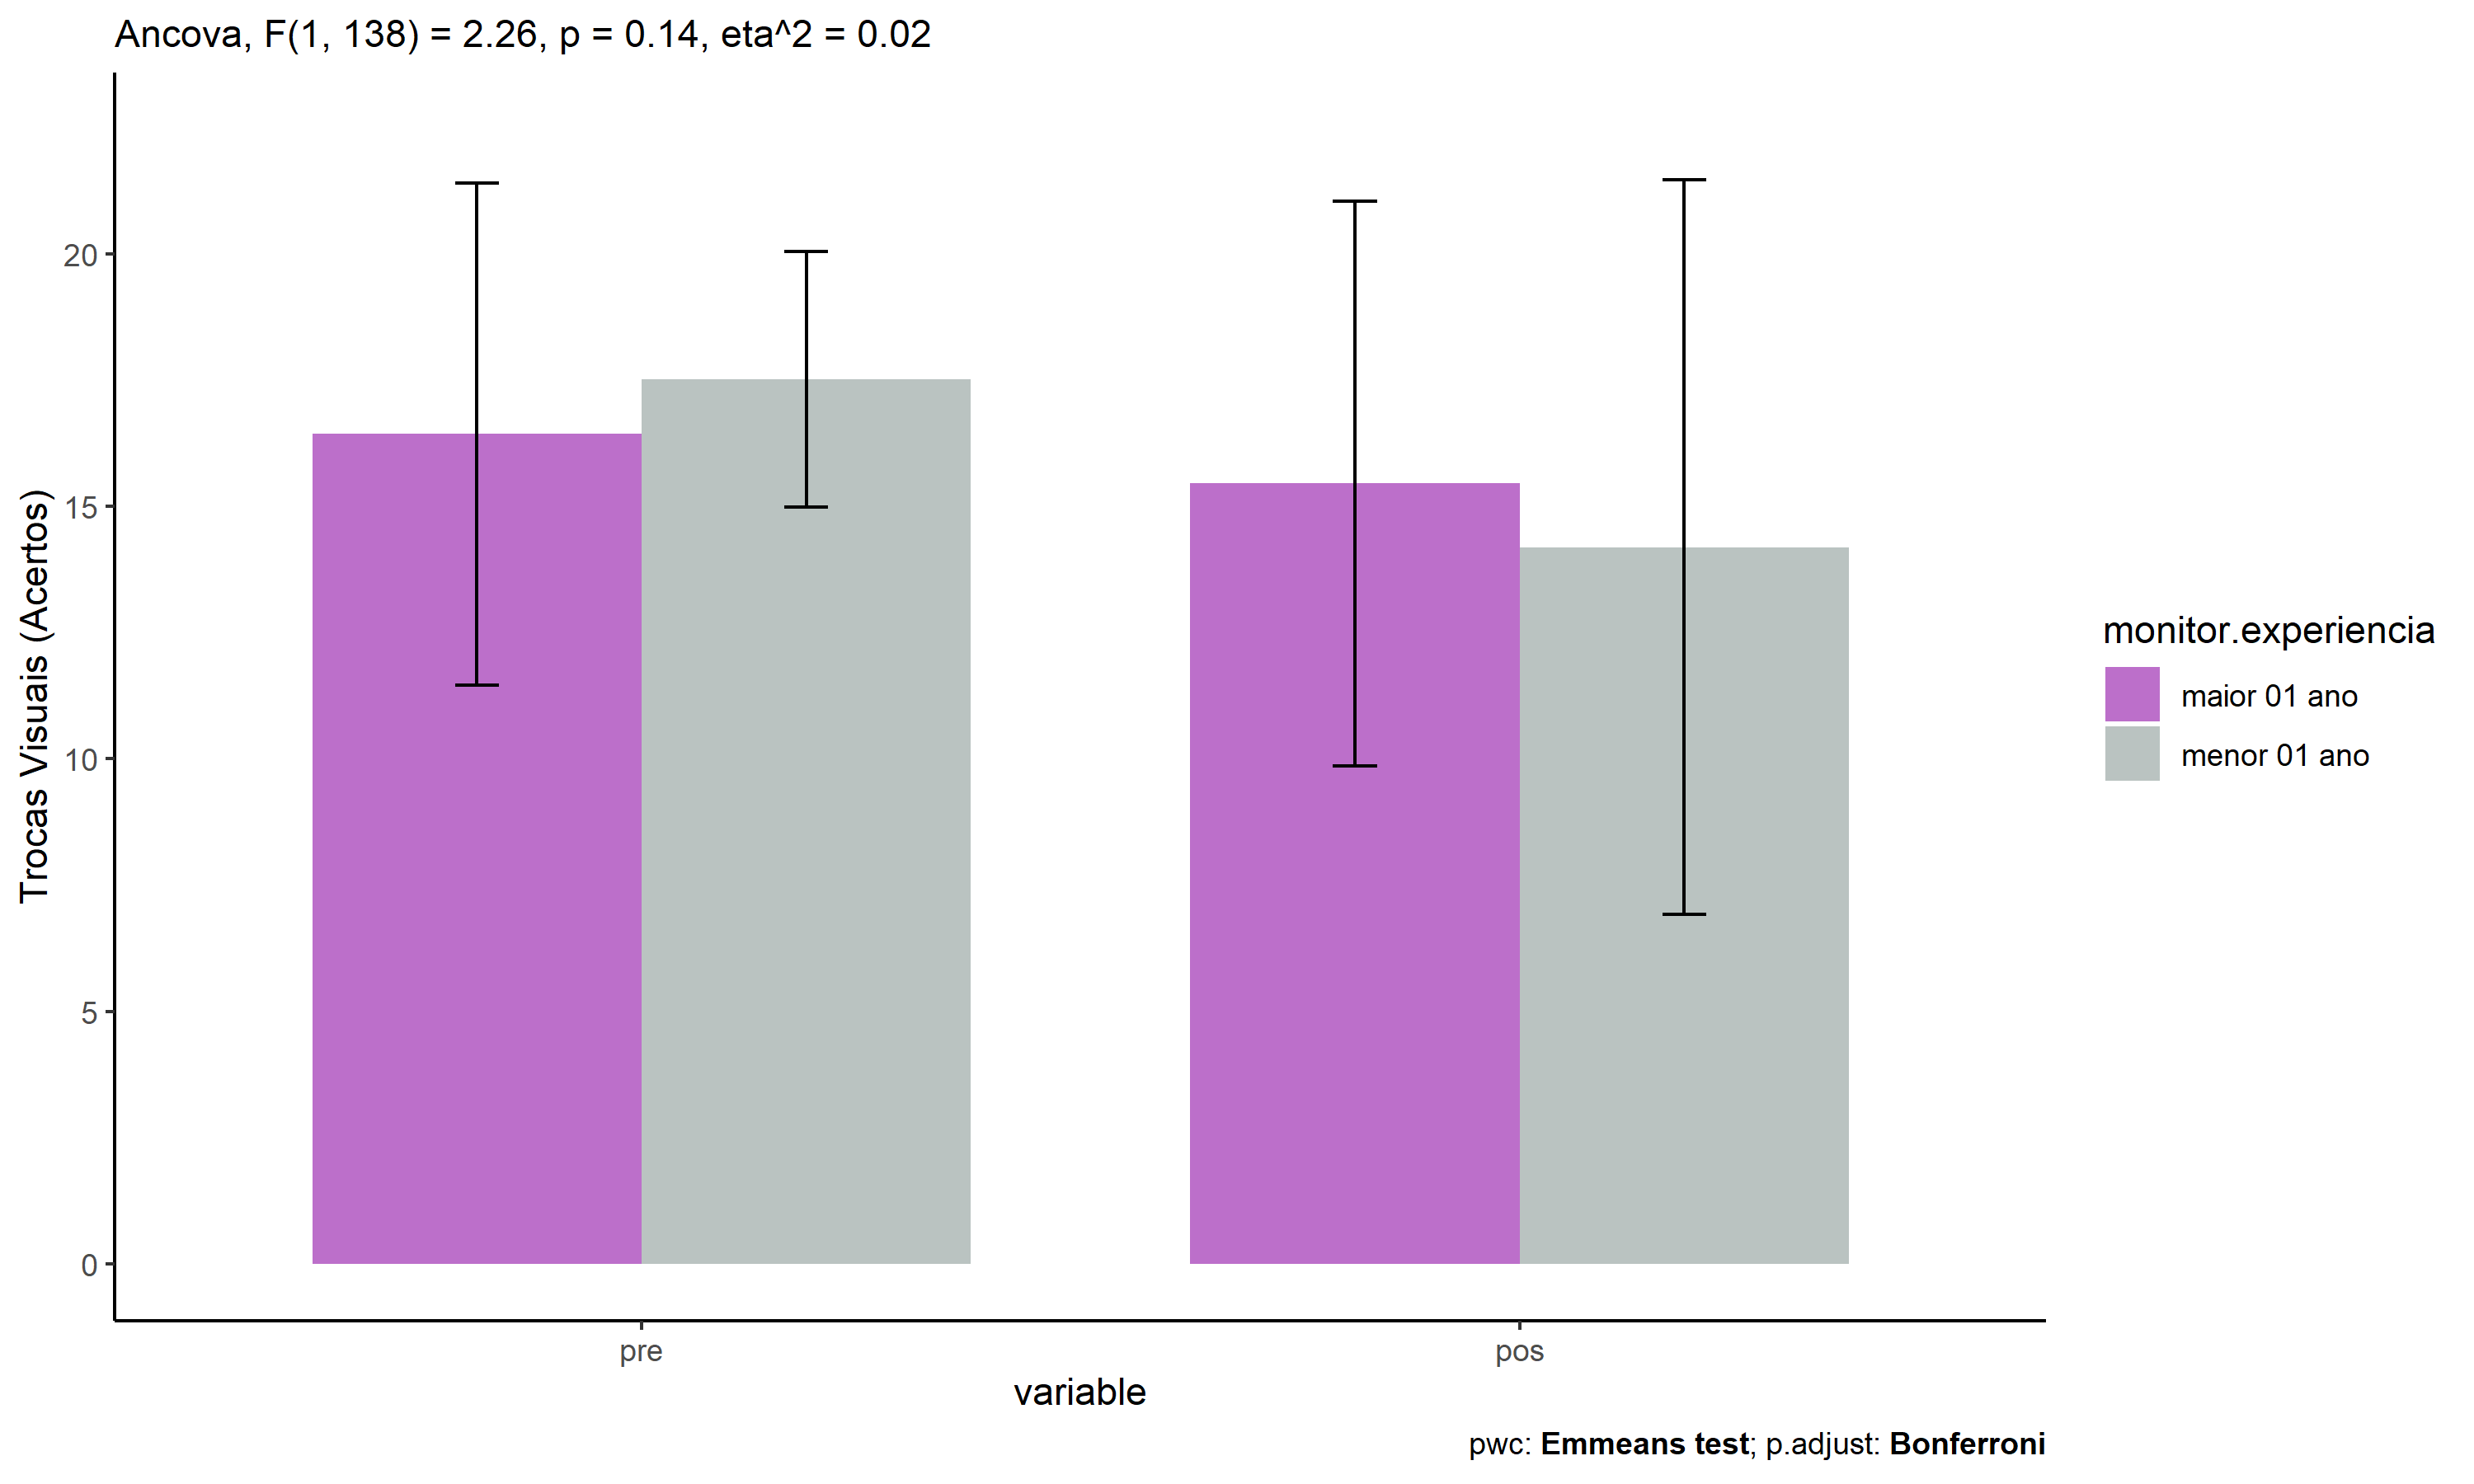 Ancova, F(1, 138) = 2.26, p = 0.14, eta^2 = 0.02
Trocas Visuais (Acertos)
20
15
10
5
0
pre
pos
variable
monitor.experiencia
maior 01 ano
menor 01 ano
pwc: Emmeans test; p.adjust: Bonferroni